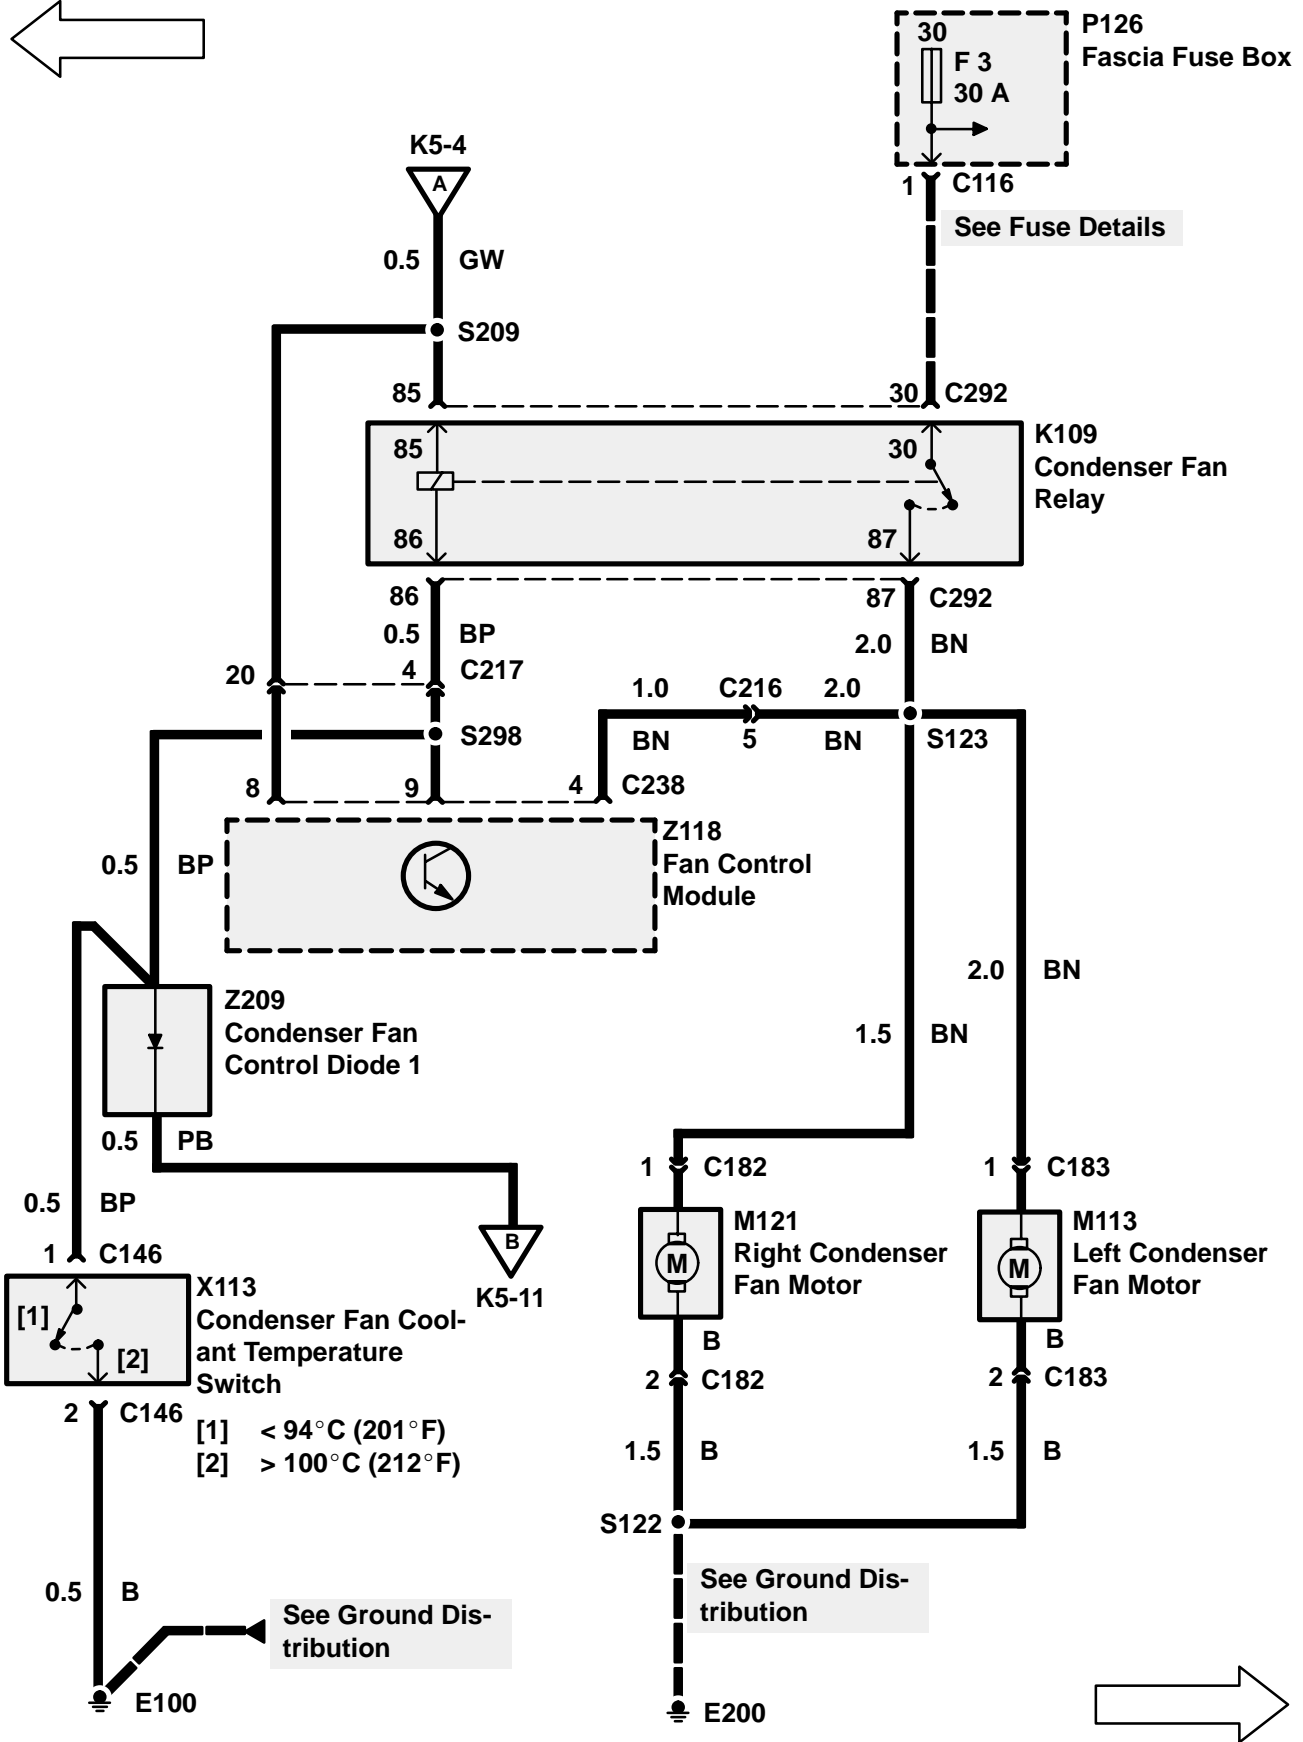 P126
Fascia Fuse Box
30
F 3
30 A
K5-4
A
1 C116
See Fuse Details
0.5 GW
S209
85
30 C292
K109
Condenser Fan
Relay
85
30
86
87
86
87 C292
0.5 BP
2.0 BN
20
4 C217
1.0 C216 2.0
BN 5 BN
S298
S123
8
9
4 C238
Z118
Fan Control
Module
0.5 BP
2.0 BN
Z209
Condenser Fan
Control Diode 1
1.5 BN
0.5 PB
1 C182
1 C183
0.5 BP
M121
Right Condenser
Fan Motor
M
M113
Left Condenser
Fan Motor
M
B
K5-11
1 C146
X113
Condenser Fan Cool-
ant Temperature
Switch
[1]
[2]
B
B
2 C182
2 C183
2 C146
[1] < 94°C (201°F)
[2] > 100°C (212°F)
1.5 B
1.5 B
S122
0.5 B
See Ground Dis-
tribution
See Ground Dis-
tribution
E100
E200